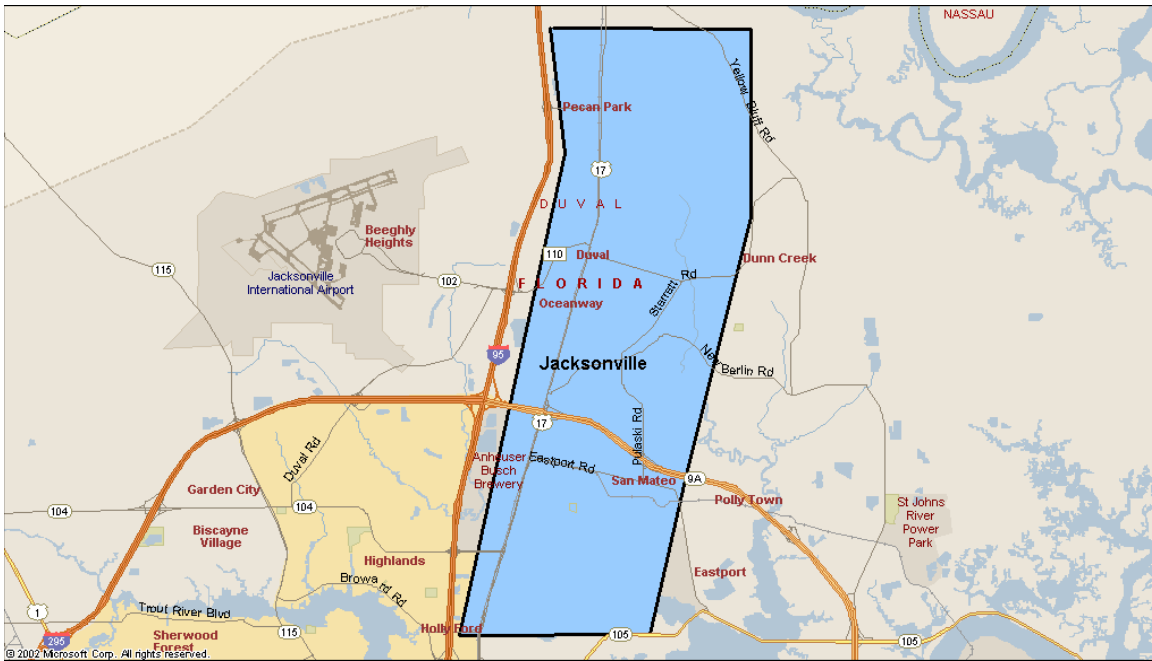 NASSAU
Yellow Bluff Rd
Pecan Park
17
DUVAL
Beeghly
Heights
110
Duval
Dunn Creek
115
Jacksonville
International Airport
102
FLORIDA
Starratt Rd
Oceanway
95
Jacksonville
New Berlin Rd
17
Pulaski Rd
Duval Rd
Anheuser
Busch
Brewery
Eastport Rd
San Mateo
9A
Garden City
104
104
Polly Town
St Johns
River
Power
Park
Biscayne
Village
Highlands
Eastport
Broward Rd
1
Trout River Blvd
115
Holly Ford
105
105
295
Sherwood
Forest
© 2002 Microsoft Corp. All rights reserved.